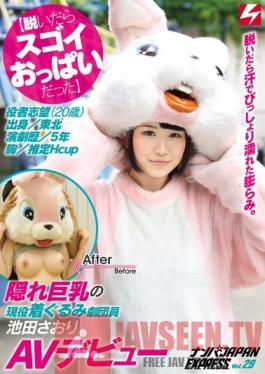 【脱いだら
スゴイ
おっぱい
だった】
役者志望(20歳)
出身/東北
演劇歴/5年
胸/推定Hcup
脱いだら汗でびっしょり濡れた膨らみ。
After
Before
隠れ巨乳の
現役着ぐるみ劇団員
池田さおり
AVデビュー
ナンパJAPAN
EXPRESS Vol.29
JAVSEEN.TV
FREE JAV